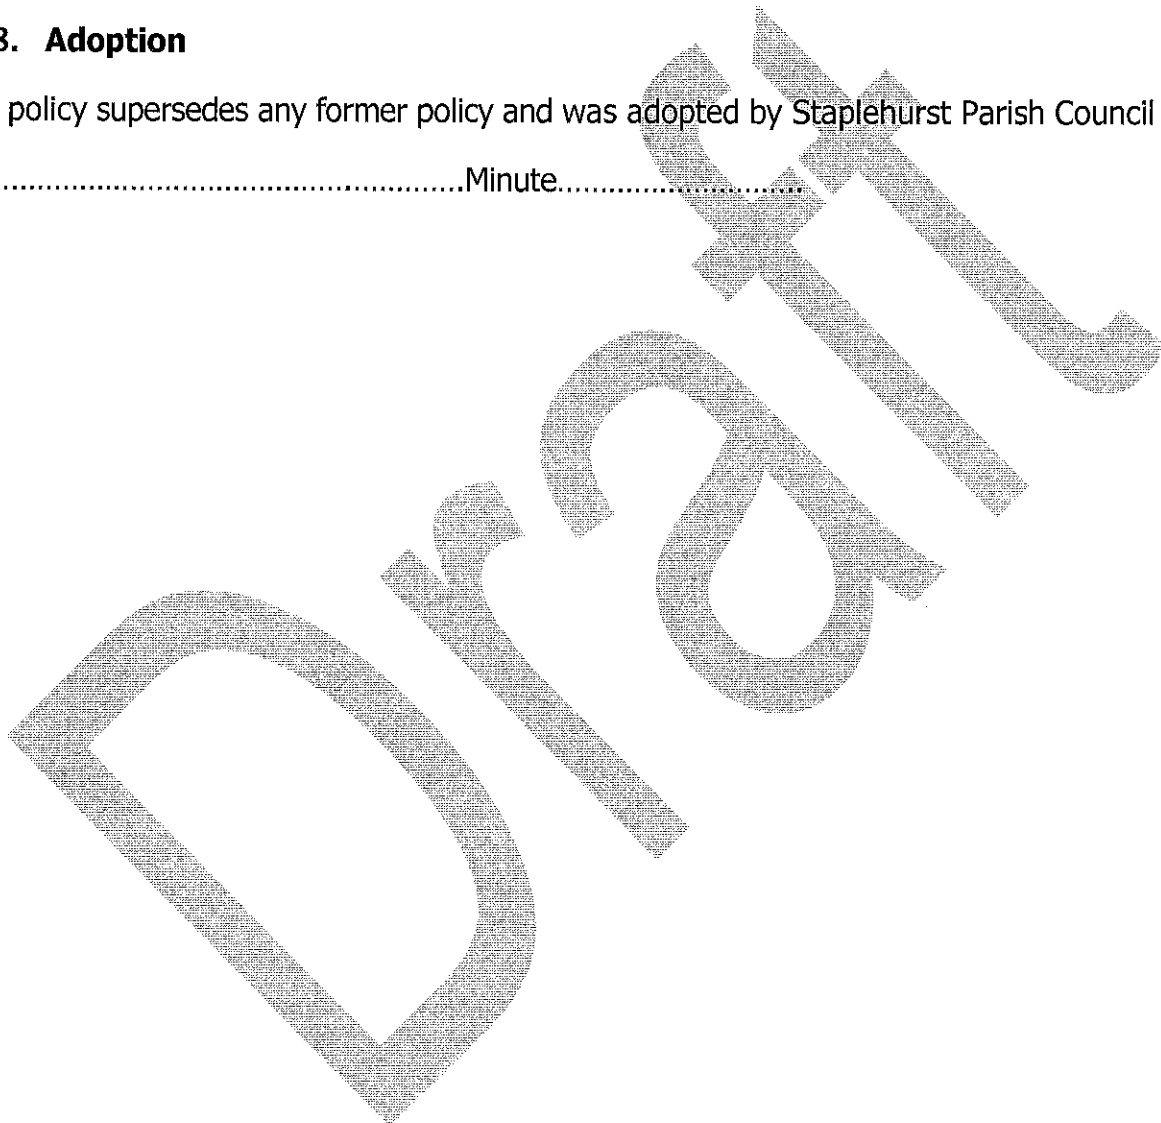 3. Adoption
policy supersedes any former policy and was adopted by Staplehurst Parish Council
..............................................Minute.........................
Draft